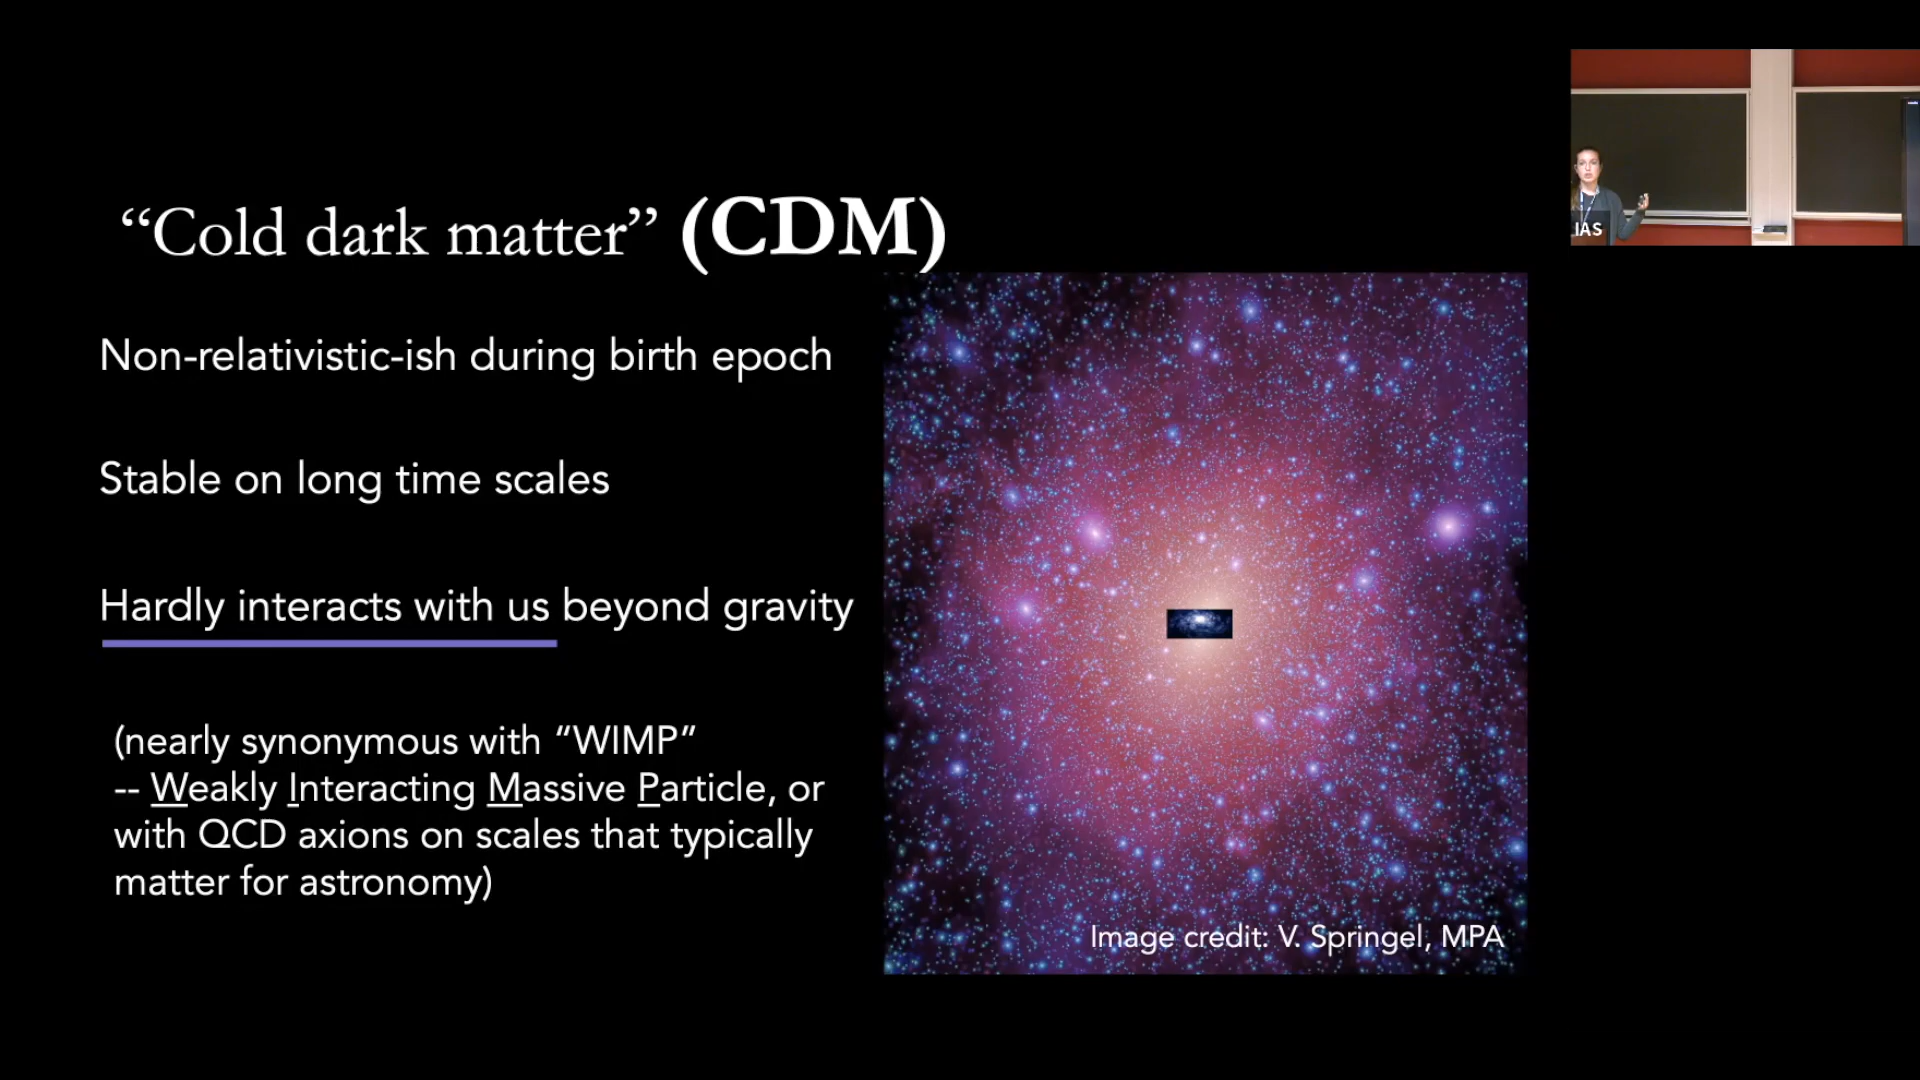 “Cold dark matter” (CDM)
Non-relativistic-ish during birth epoch
Stable on long time scales
Hardly interacts with us beyond gravity
(nearly synonymous with “WIMP”
-- Weakly Interacting Massive Particle, or
with QCD axions on scales that typically
matter for astronomy)
Image credit: V. Springel, MPA
IAS